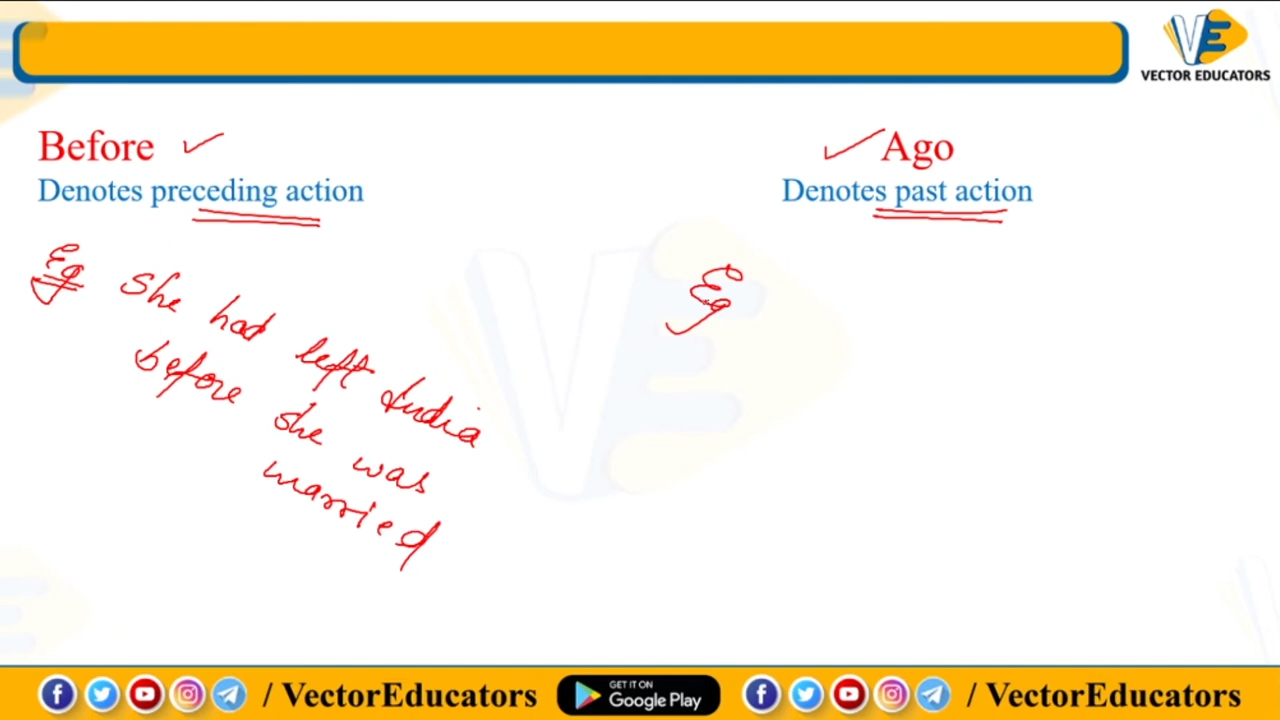 VE
VECTOR EDUCATORS
Before
Denotes preceding action
Eg She had left India
before she was
married
Ago
Denotes past action
Eg
/ VectorEducators
GET IT ON
Google Play
/ VectorEducators